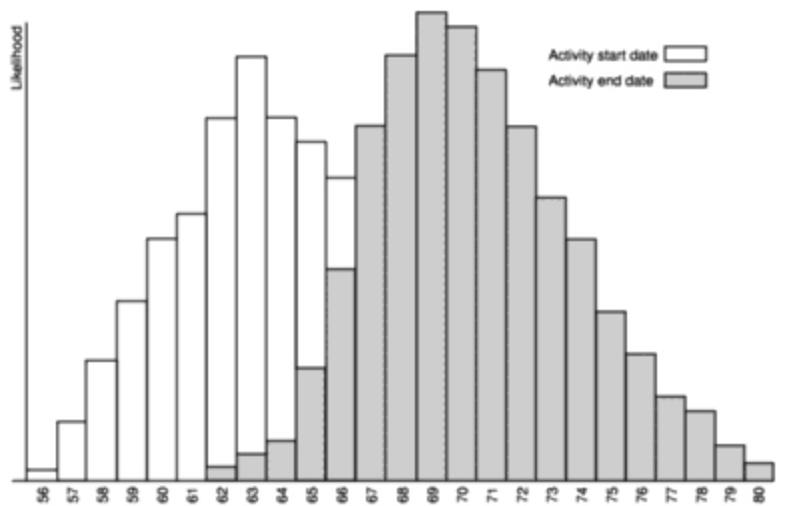 Likelihood
Activity start date
Activity end date
56 57 58 59 60 61 62 63 64 65 66 67 68 69 70 71 72 73 74 75 76 77 78 79 80